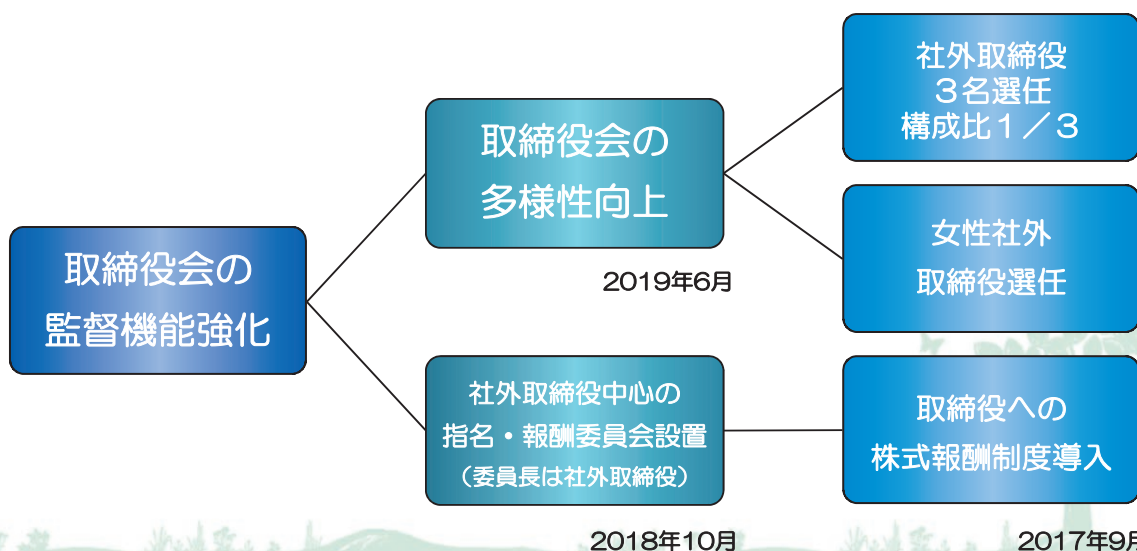 取締役会の
監督機能強化
取締役会の
多様性向上
2019年6月
社外取締役
３名選任
構成比１／３
女性社外
取締役選任
社外取締役中心の
指名・報酬委員会設置
（委員長は社外取締役）
2018年10月
取締役への
株式報酬制度導入
2017年9月